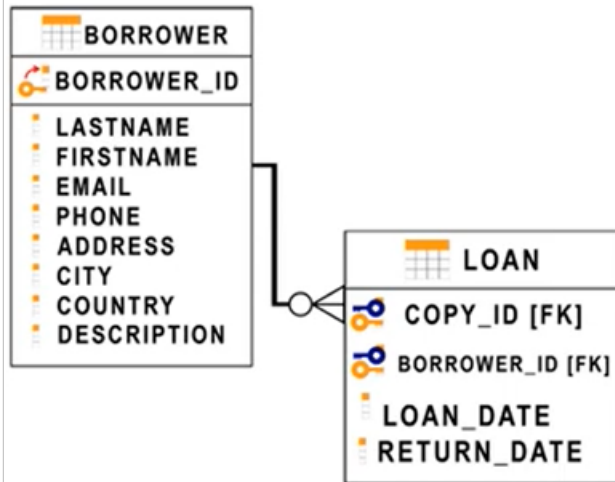 BORROWER
BORROWER_ID
LASTNAME
FIRSTNAME
EMAIL
PHONE
ADDRESS
CITY
COUNTRY
DESCRIPTION
LOAN
COPY_ID [FK]
BORROWER_ID [FK]
LOAN_DATE
RETURN_DATE